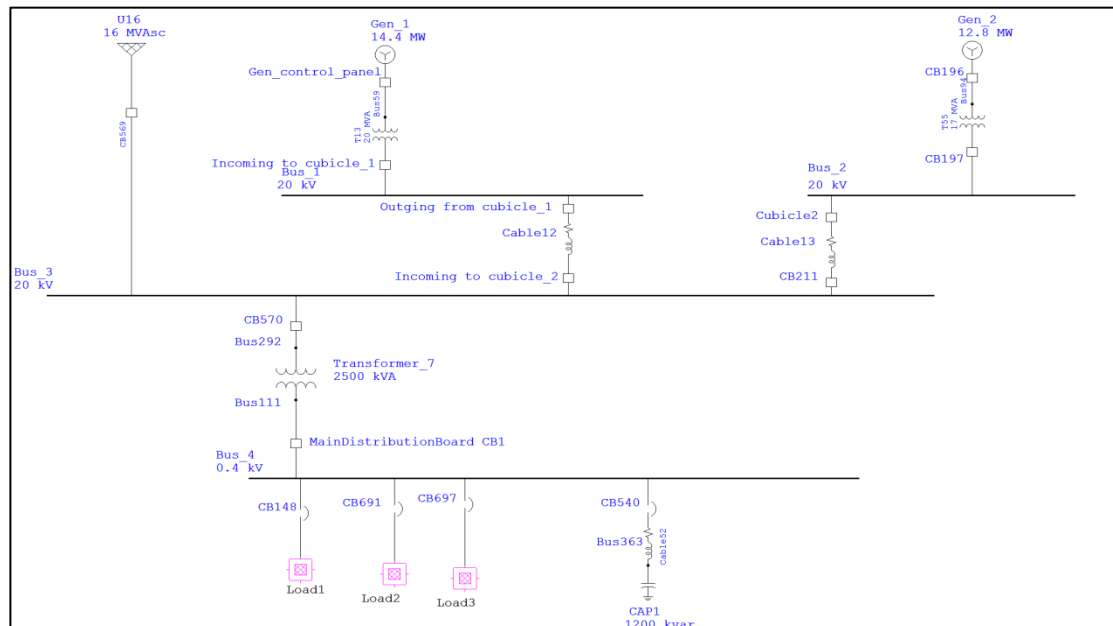 U16
16 MVAsc
CB569
Gen_1
14.4 MW
Gen_control_panel
Bus59
T13
20 MVA
Incoming to cubicle_1
Bus_1
20 kV
Gen_2
12.8 MW
CB196
Bus94
T55
17 MVA
CB197
Bus_2
20 kV
Outging from cubicle_1
Cable12
Incoming to cubicle_2
Cubicle2
Cable13
CB211
Bus_3
20 kV
CB570
Bus292
Transformer_7
2500 kVA
Bus111
MainDistributionBoard CB1
Bus_4
0.4 kV
CB148
CB691
CB697
CB540
Bus363
Cable52
Load1
Load2
Load3
CAP1
1200 kvar